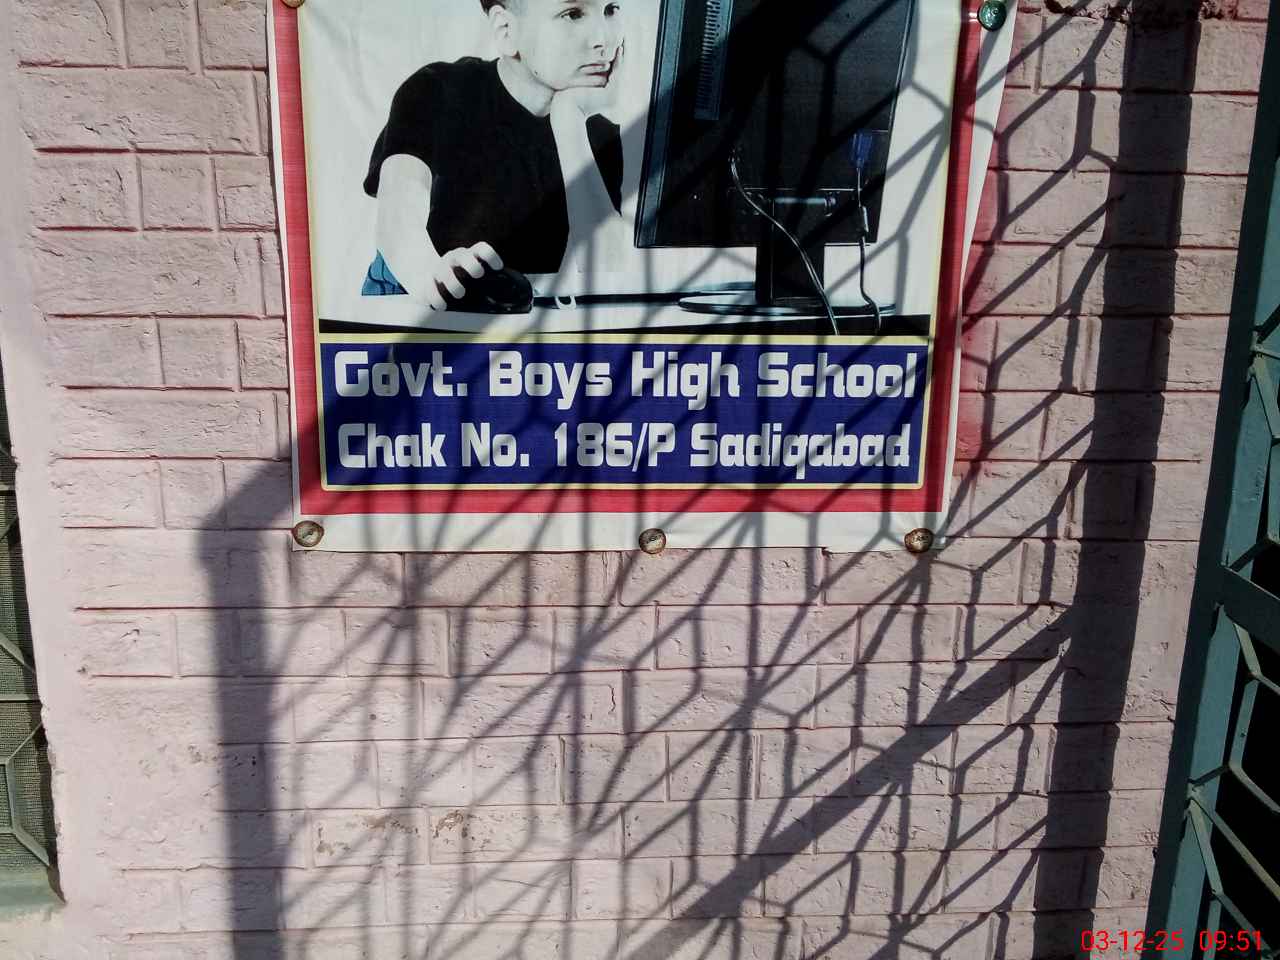 Govt. Boys High School
Chak No. 186/P Sadiqabad
03-12-25 09:51